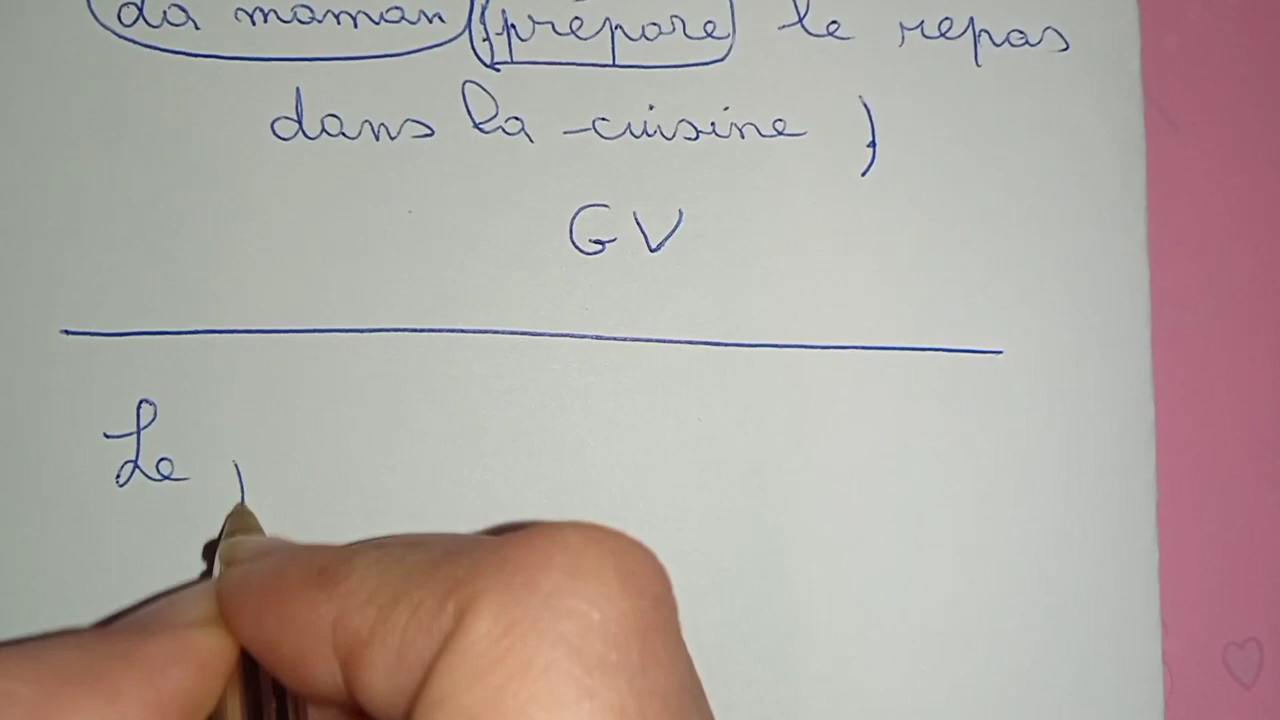 La maman (prépare) le repas
dans la cuisine )
GV
Le